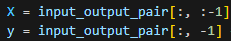 X = input_output_pair[:, :-1]
y = input_output_pair[:, -1]